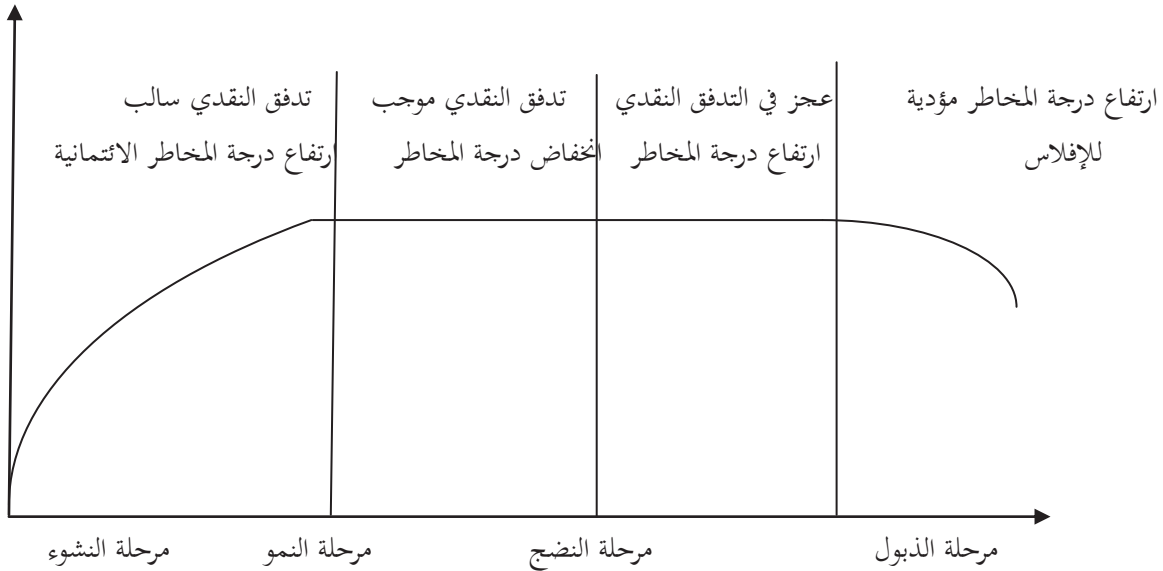 ارتفاع درجة المخاطر مؤدية
للإفلاس
عجز في التدفق النقدي
ارتفاع درجة المخاطر
تدفق النقدي موجب
انخفاض درجة المخاطر
تدفق النقدي سالب
ارتفاع درجة المخاطر الائتمانية
مرحلة الذبول
مرحلة النضج
مرحلة النمو
مرحلة النشوء